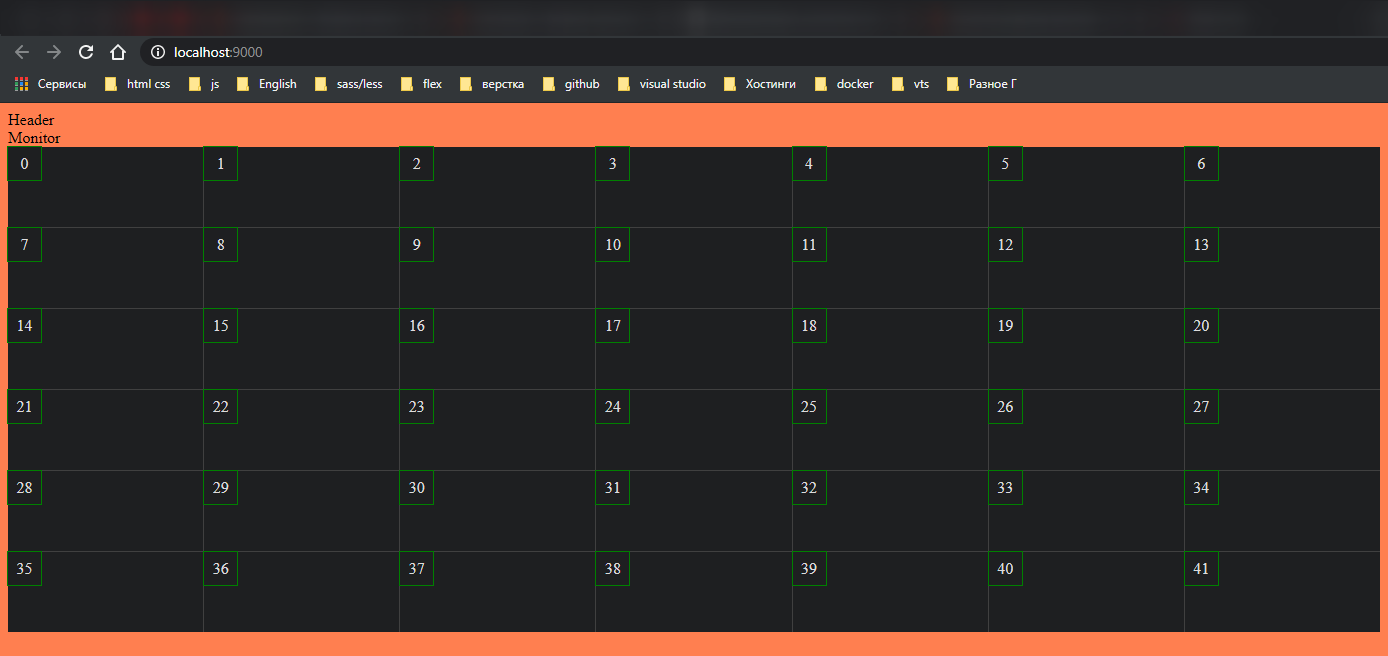 localhost:9000
Сервисы html css js English sass/less flex верстка github visual studio Хостинги docker vts Разное Г
Header
Monitor
0 1 2 3 4 5 6
7 8 9 10 11 12 13
14 15 16 17 18 19 20
21 22 23 24 25 26 27
28 29 30 31 32 33 34
35 36 37 38 39 40 41